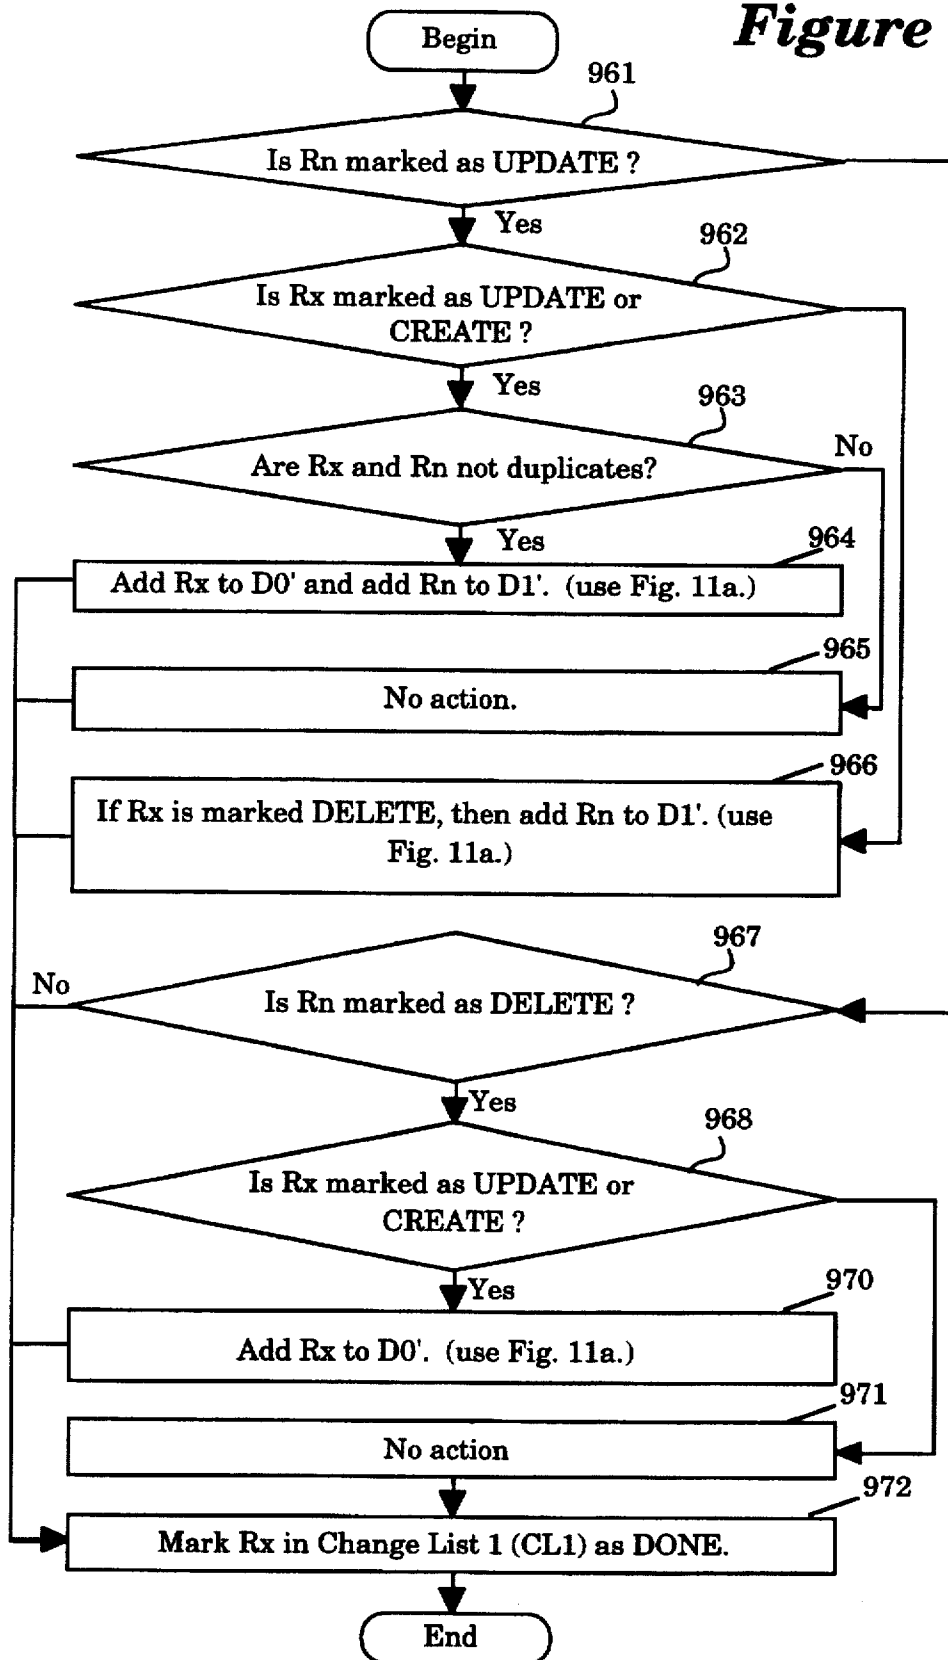 Figure
Begin
961
Is Rn marked as UPDATE ?
Yes
962
Is Rx marked as UPDATE or
CREATE ?
Yes
963
No
Are Rx and Rn not duplicates?
Yes
964
Add Rx to D0'  and add Rn to D1'.  (use Fig. 11a.)
965
No action.
966
If Rx is marked DELETE, then add Rn to D1'. (use
Fig. 11a.)
967
No
Is Rn marked as DELETE ?
Yes
968
Is Rx marked as UPDATE or
CREATE ?
Yes
970
Add Rx to D0'.  (use Fig. 11a.)
971
No action
972
Mark Rx in Change List 1 (CL1) as DONE.
End